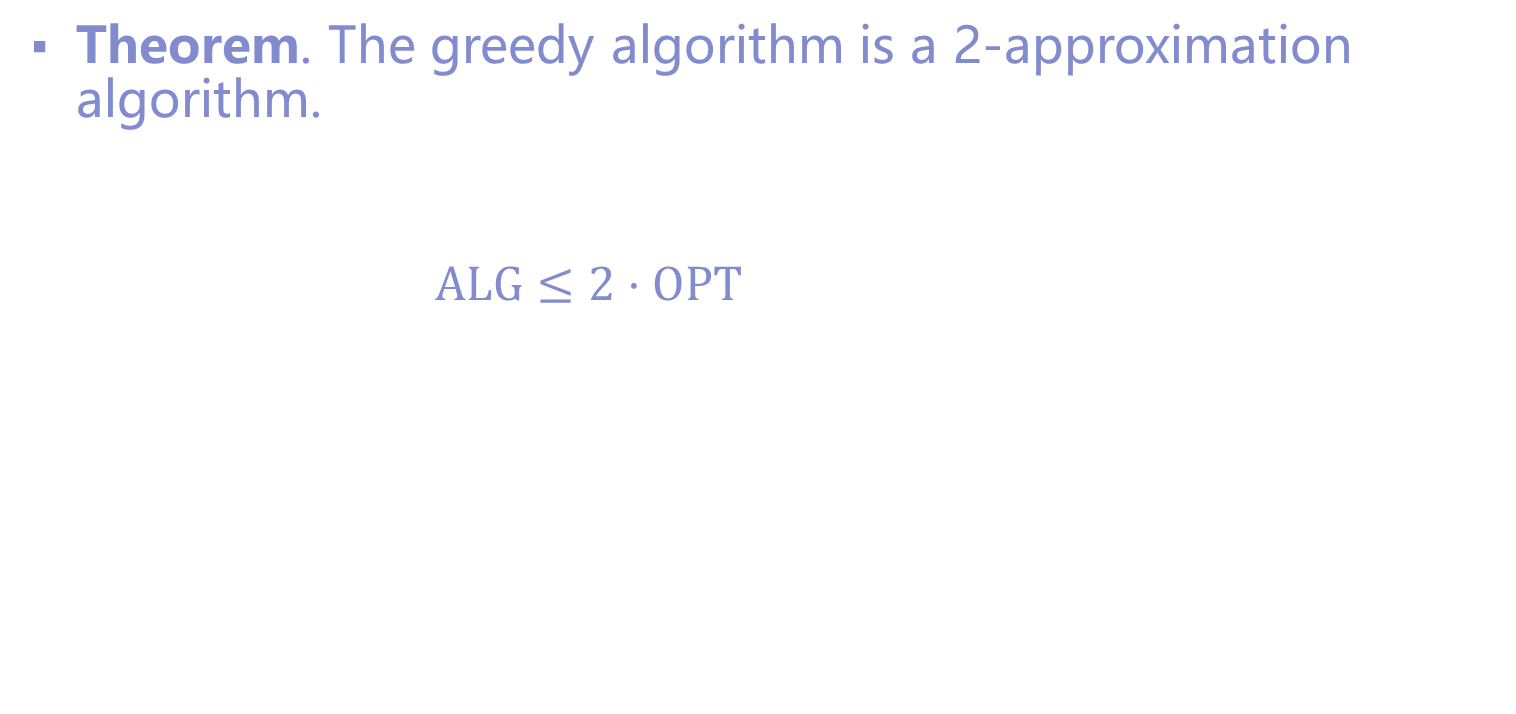 ▪ Theorem. The greedy algorithm is a 2-approximation
algorithm.
ALG ≤ 2 · OPT